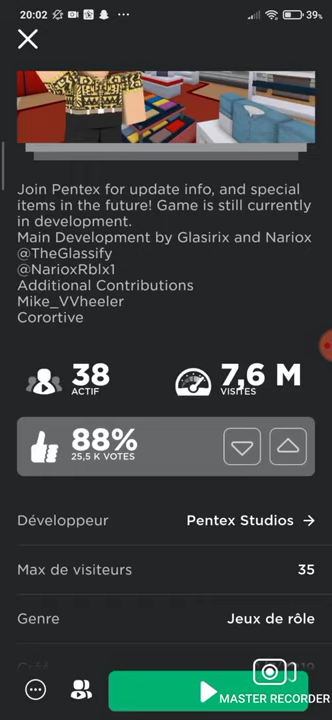 20:02
39%
Join Pentex for update info, and special
items in the future! Game is still currently
in development.
Main Development by Glasirix and Nariox
@TheGlassify
@NarioxRblx1
Additional Contributions
Mike_VVheeler
Corortive
38
ACTIF
7,6 M
VISITES
88%
25,5 K VOTES
Développeur
Pentex Studios →
Max de visiteurs
35
Genre
Jeux de rôle
MASTER RECORDER